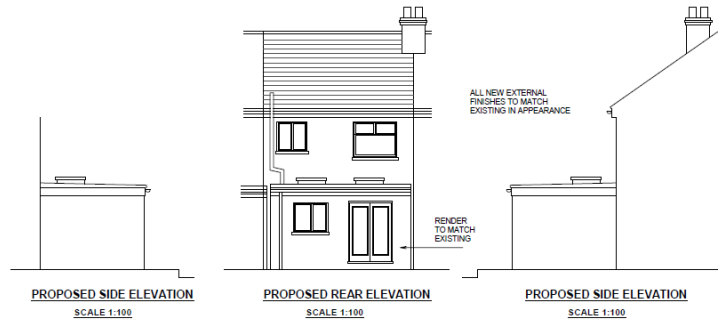 ALL NEW EXTERNAL
FINISHES TO MATCH
EXISTING IN APPEARANCE
RENDER
TO MATCH
EXISTING
PROPOSED SIDE ELEVATION
SCALE 1:100
PROPOSED REAR ELEVATION
SCALE 1:100
PROPOSED SIDE ELEVATION
SCALE 1:100